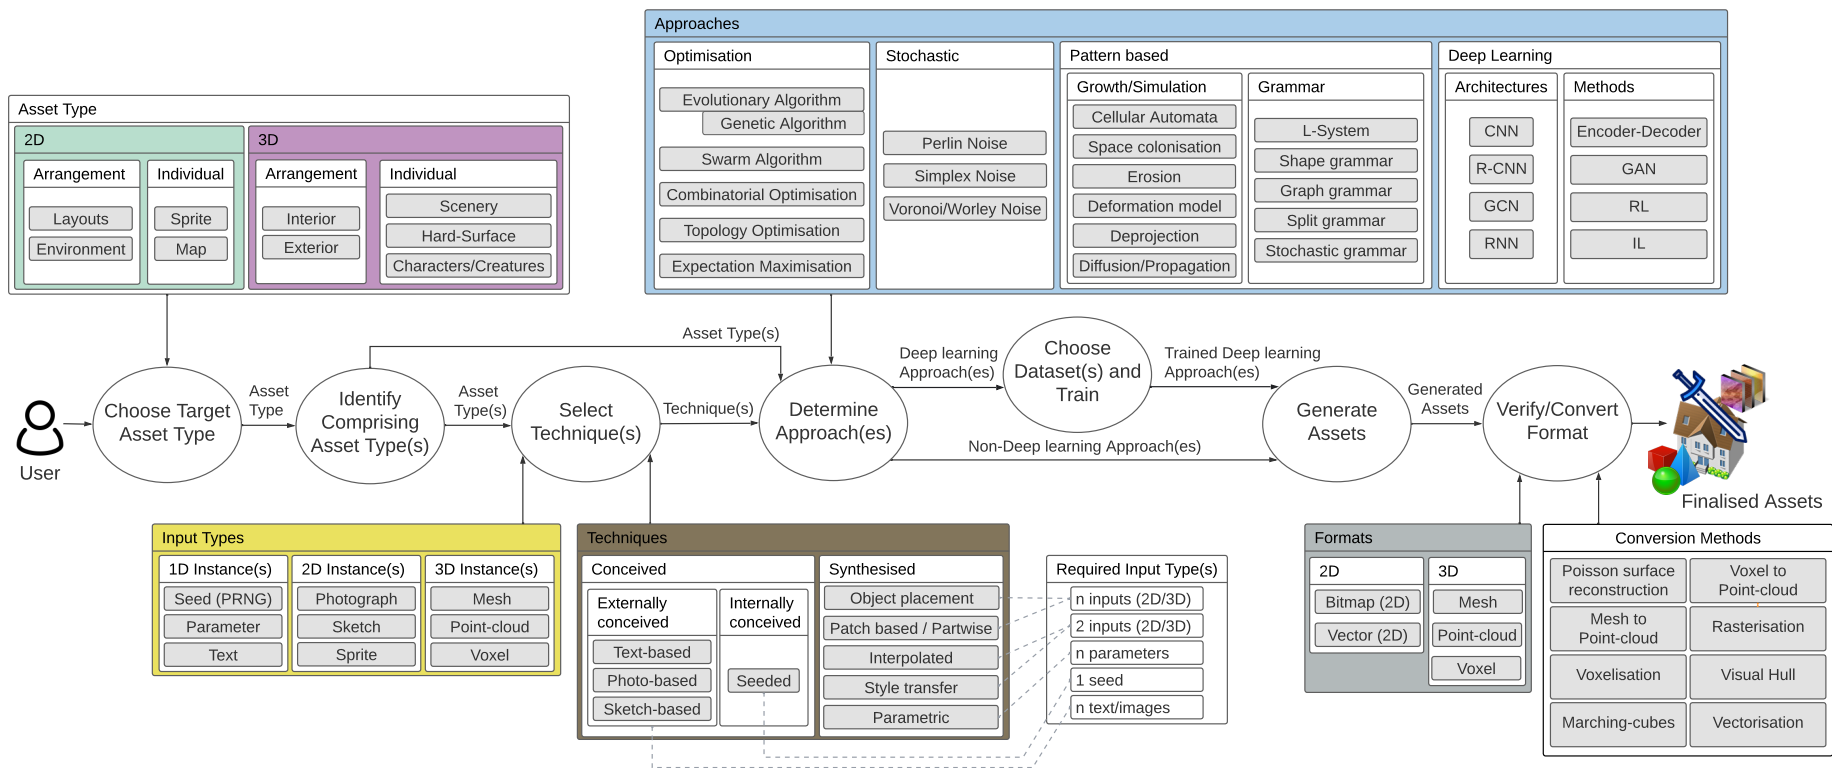 Approaches
Optimisation
Evolutionary Algorithm
Genetic Algorithm
Swarm Algorithm
Combinatorial Optimisation
Topology Optimisation
Expectation Maximisation
Stochastic
Perlin Noise
Simplex Noise
Voronoi/Worley Noise
Pattern based
Growth/Simulation
Cellular Automata
Space colonisation
Erosion
Deformation model
Deprojection
Diffusion/Propagation
Grammar
L-System
Shape grammar
Graph grammar
Split grammar
Stochastic grammar
Deep Learning
Architectures
CNN
R-CNN
GCN
RNN
Methods
Encoder-Decoder
GAN
RL
IL
Asset Type
2D
Arrangement
Layouts
Environment
Individual
Sprite
Map
3D
Arrangement
Interior
Exterior
Individual
Scenery
Hard-Surface
Characters/Creatures
User
Choose Target
Asset Type
Asset
Type
Identify
Comprising
Asset Type(s)
Asset Type(s)
Asset
Type(s)
Select
Technique(s)
Technique(s)
Determine
Approach(es)
Deep learning
Approach(es)
Choose
Dataset(s) and
Train
Trained Deep learning
Approach(es)
Non-Deep learning Approach(es)
Generate
Assets
Generated
Assets
Verify/Convert
Format
Finalised Assets
Input Types
1D Instance(s)
Seed (PRNG)
Parameter
Text
2D Instance(s)
Photograph
Sketch
Sprite
3D Instance(s)
Mesh
Point-cloud
Voxel
Techniques
Conceived
Externally
conceived
Text-based
Photo-based
Sketch-based
Internally
conceived
Seeded
Synthesised
Object placement
Patch based / Partwise
Interpolated
Style transfer
Parametric
Required Input Type(s)
n inputs (2D/3D)
2 inputs (2D/3D)
n parameters
1 seed
n text/images
Formats
2D
Bitmap (2D)
Vector (2D)
3D
Mesh
Point-cloud
Voxel
Conversion Methods
Poisson surface
reconstruction
Voxel to
Point-cloud
Mesh to
Point-cloud
Rasterisation
Voxelisation
Visual Hull
Marching-cubes
Vectorisation